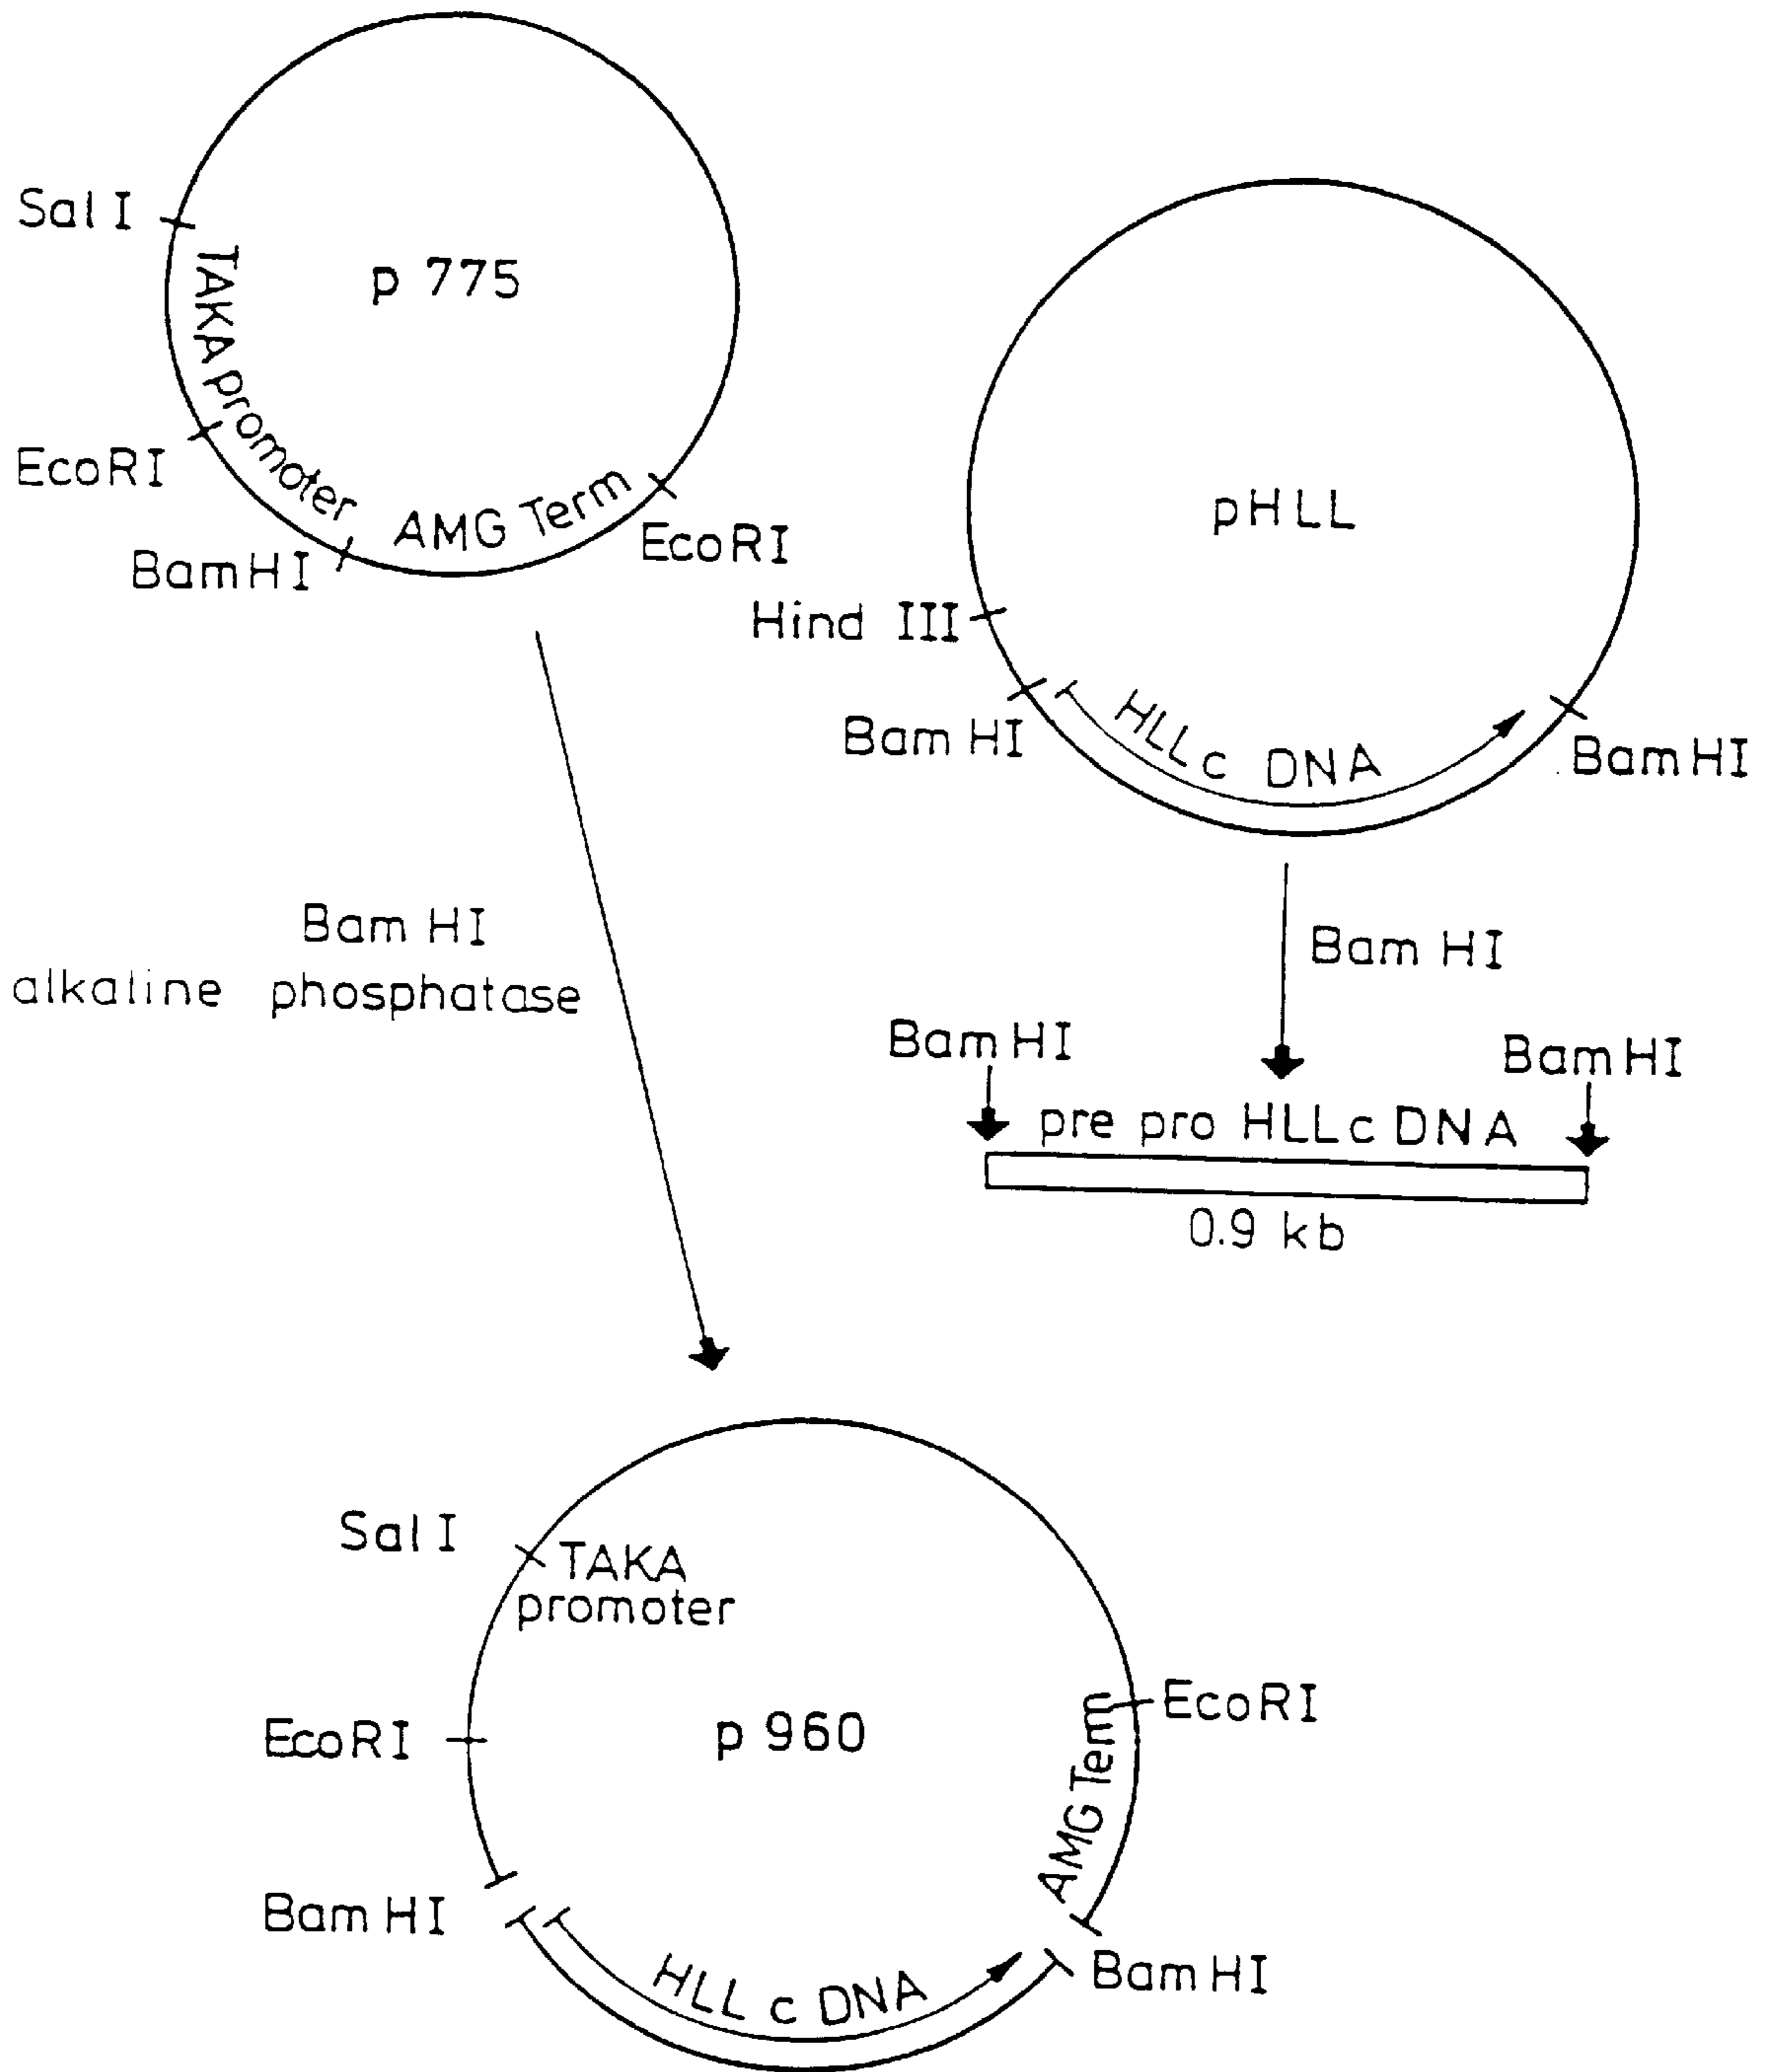 Sal I
TAKA promoter
p 775
EcoRI
BamHI
AMG Term
EcoRI
pHLL
Hind III
Bam HI
HLLc DNA
BamHI
Bam HI
alkaline phosphatase
Bam HI
BamHI
BamHI
pre pro HLLc DNA
0.9 kb
Sal I
TAKA
promoter
EcoRI
p 960
EcoRI
AMG Term
Bam HI
HLL c DNA
Bam HI